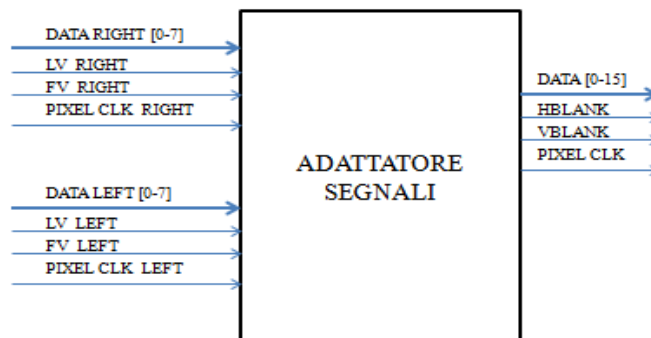 DATA RIGHT [0-7]
LV RIGHT
FV RIGHT
PIXEL CLK RIGHT
DATA LEFT [0-7]
LV LEFT
FV LEFT
PIXEL CLK LEFT
ADATTATORE
SEGNALI
DATA [0-15]
HBLANK
VBLANK
PIXEL CLK